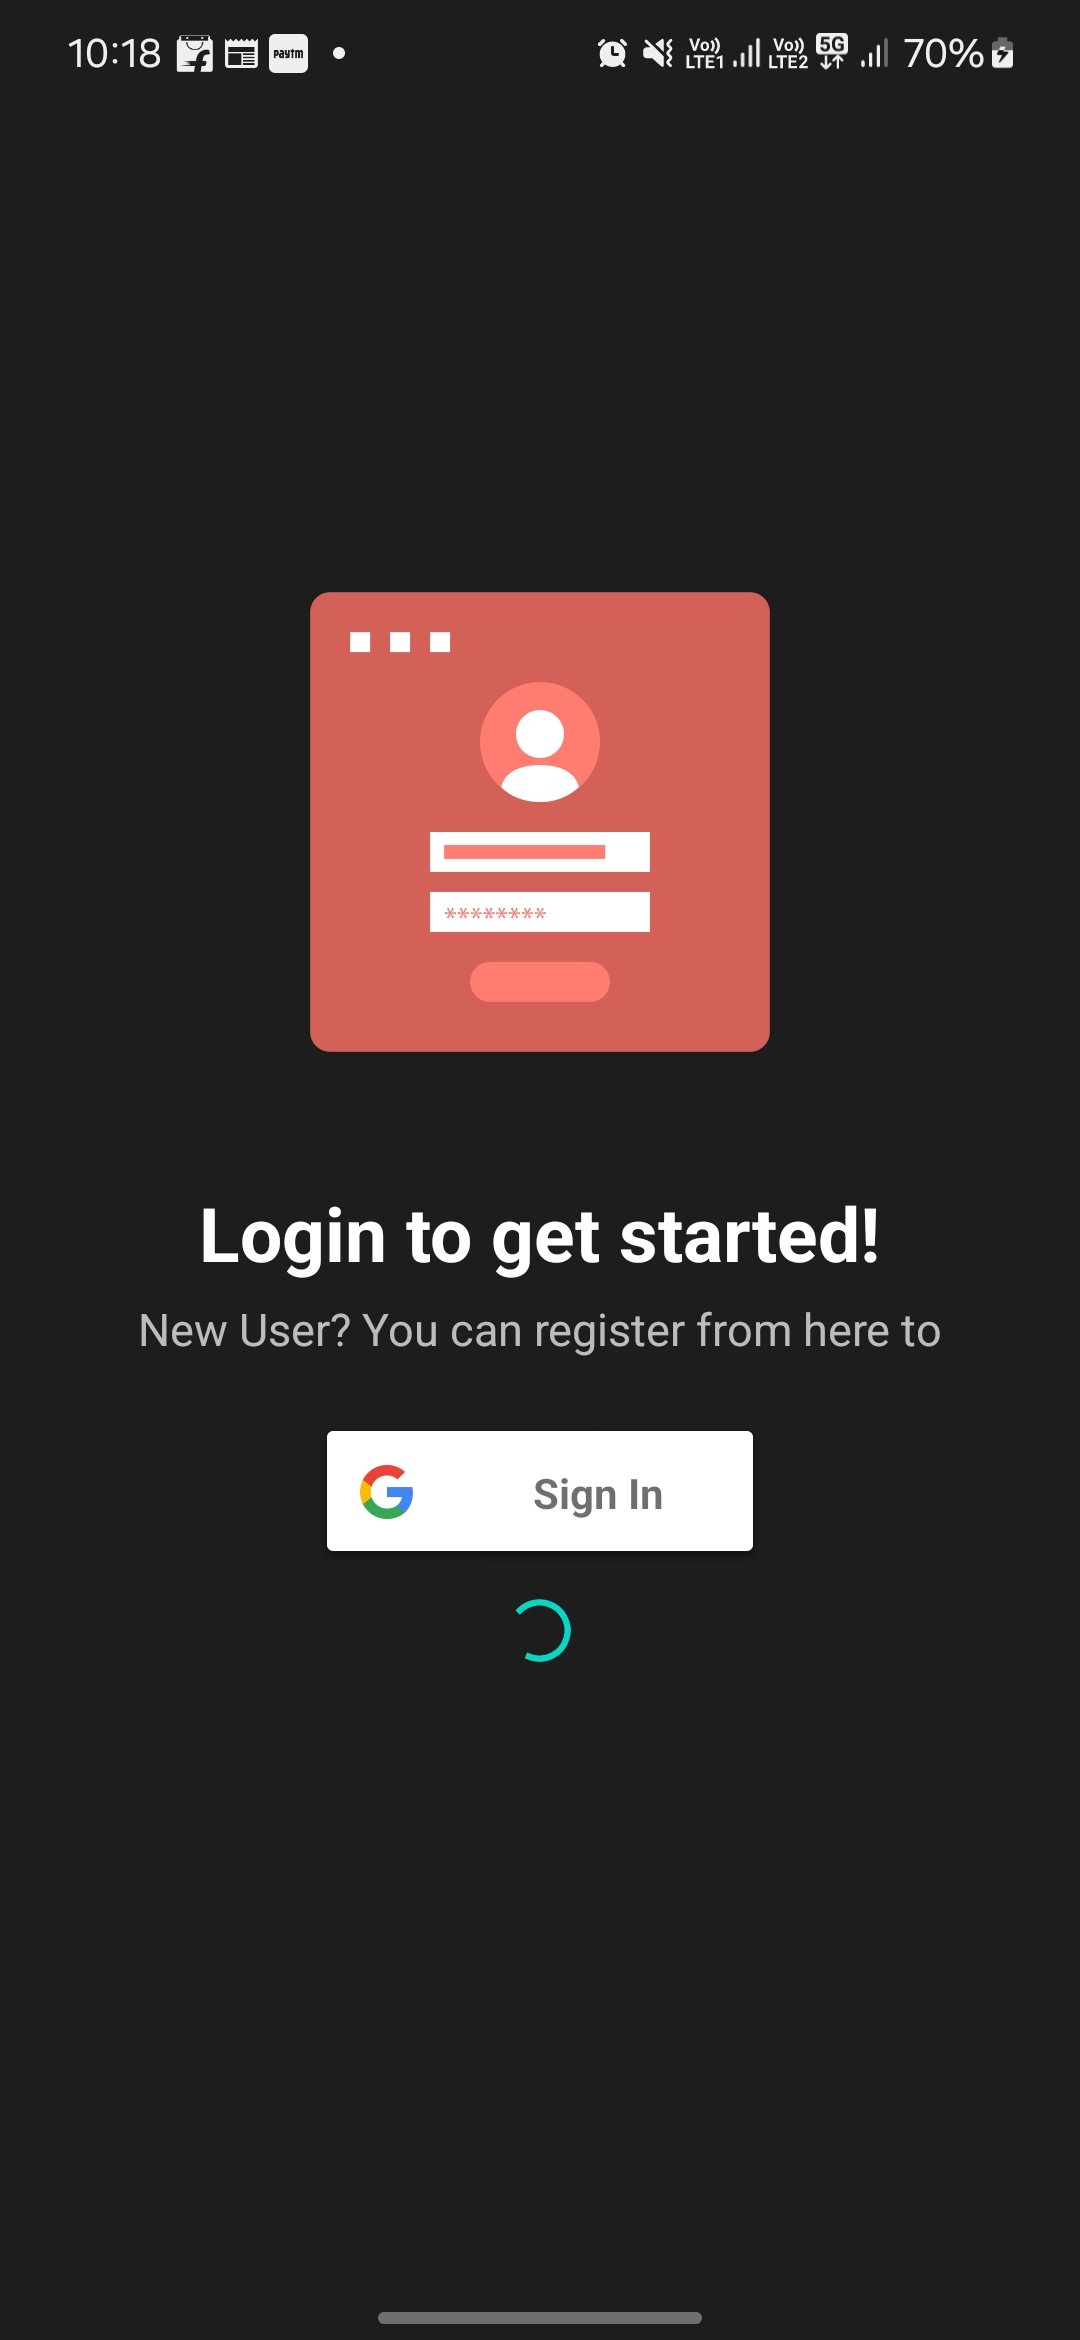 10:18 paytm Vo)) LTE1 Vo)) LTE2 5G 70%
********
Login to get started!
New User? You can register from here to
Sign In